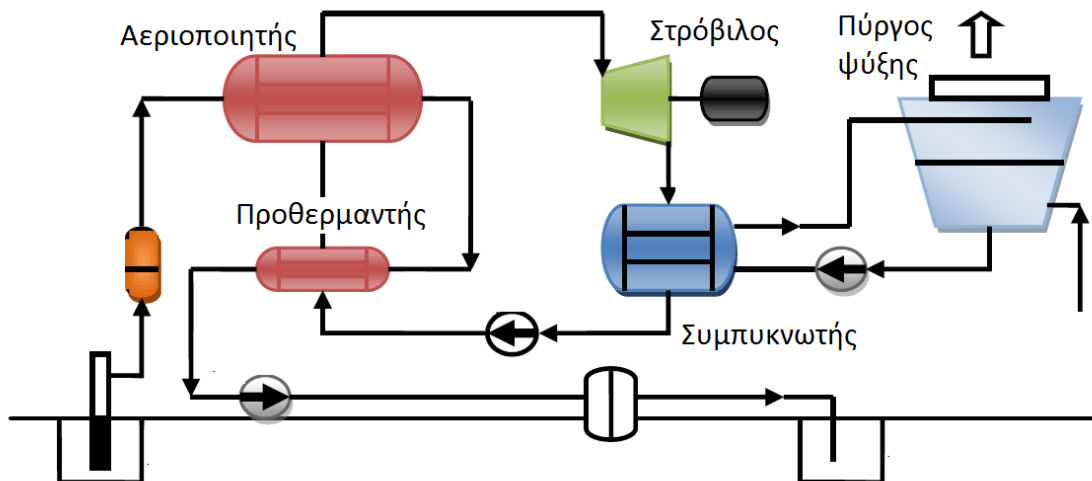 Αεριοποιητής
Στρόβιλος
Πύργος
ψύξης
Προθερμαντής
Συμπυκνωτής